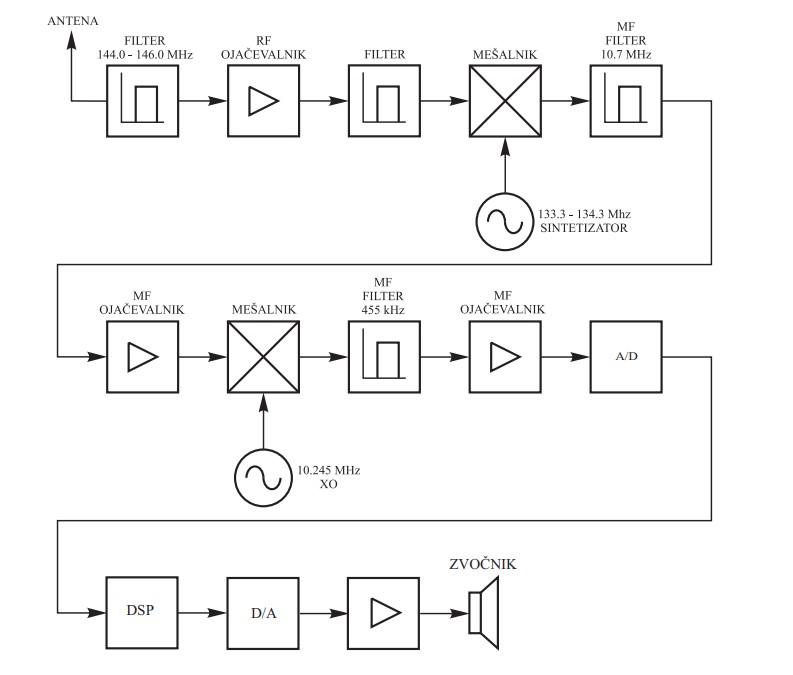 ANTENA
FILTER
144.0 - 146.0 MHz
RF
OJAČEVALNIK
FILTER
MEŠALNIK
MF
FILTER
10.7 MHz
133.3 - 134.3 Mhz
SINTETIZATOR
MF
OJAČEVALNIK
MEŠALNIK
MF
FILTER
455 kHz
MF
OJAČEVALNIK
A/D
10.245 MHz
XO
DSP
D/A
ZVOČNIK